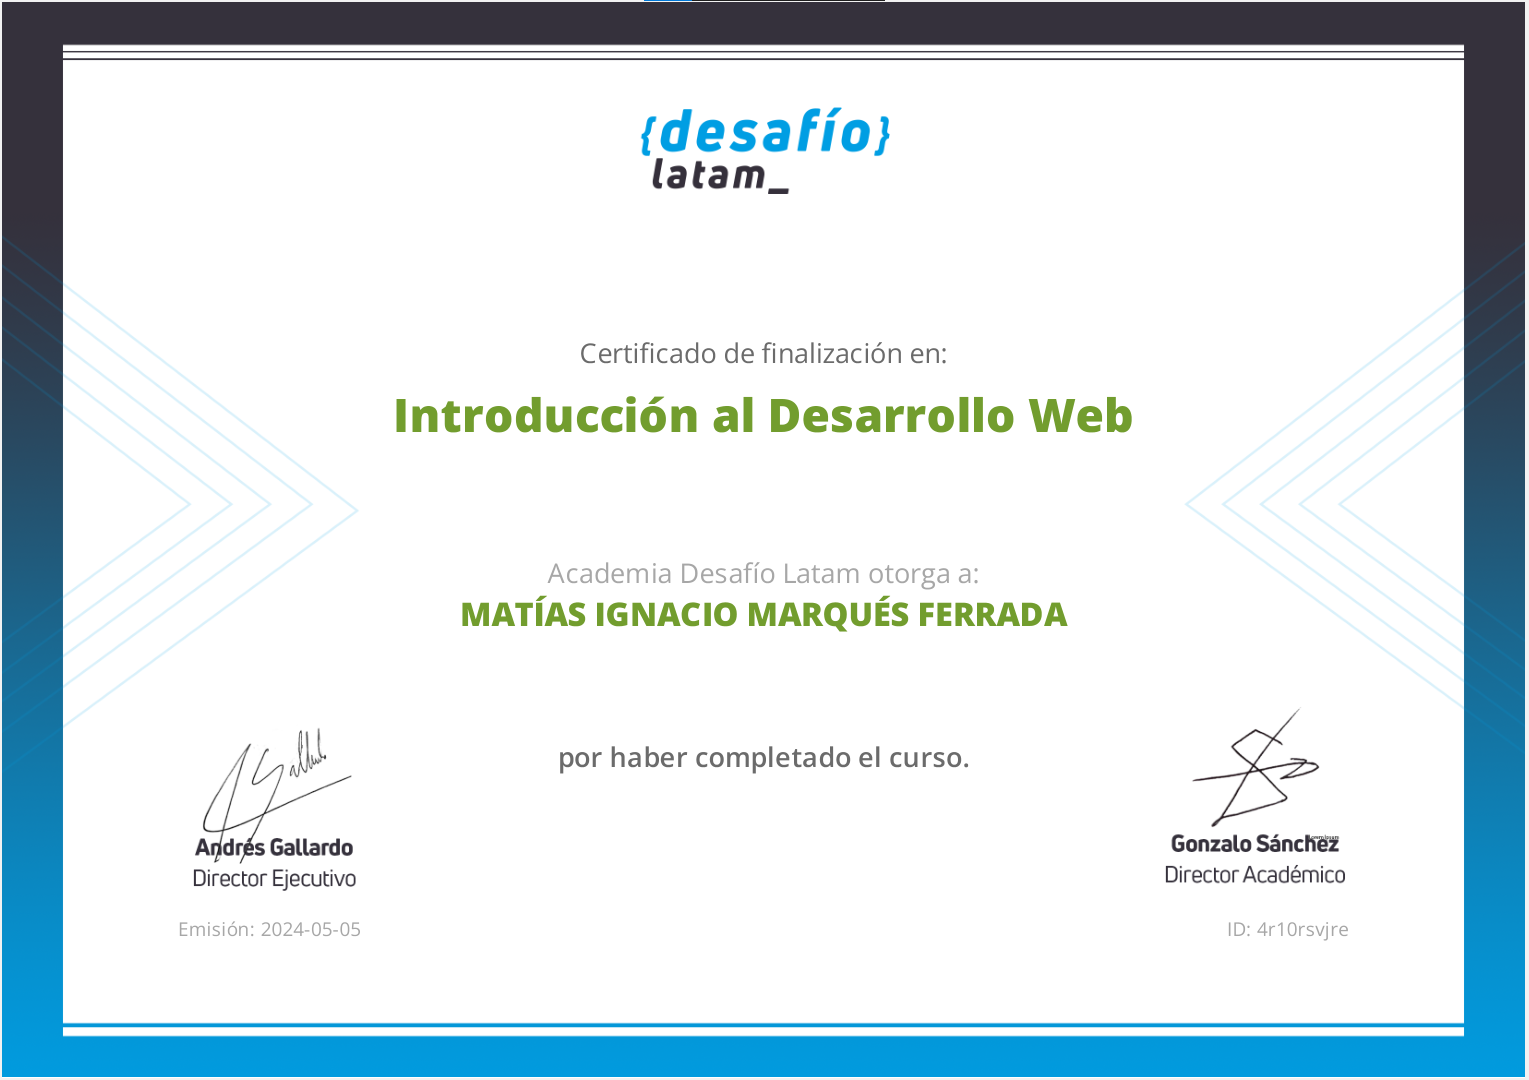 {desafío}
latam_
Certificado de finalización en:
Introducción al Desarrollo Web
Academia Desafío Latam otorga a:
MATÍAS IGNACIO MARQUÉS FERRADA
por haber completado el curso.
Andrés Gallardo
Director Ejecutivo
Emisión: 2024-05-05
Gonzalo Sánchez
Director Académico
ID: 4r10rsvjre